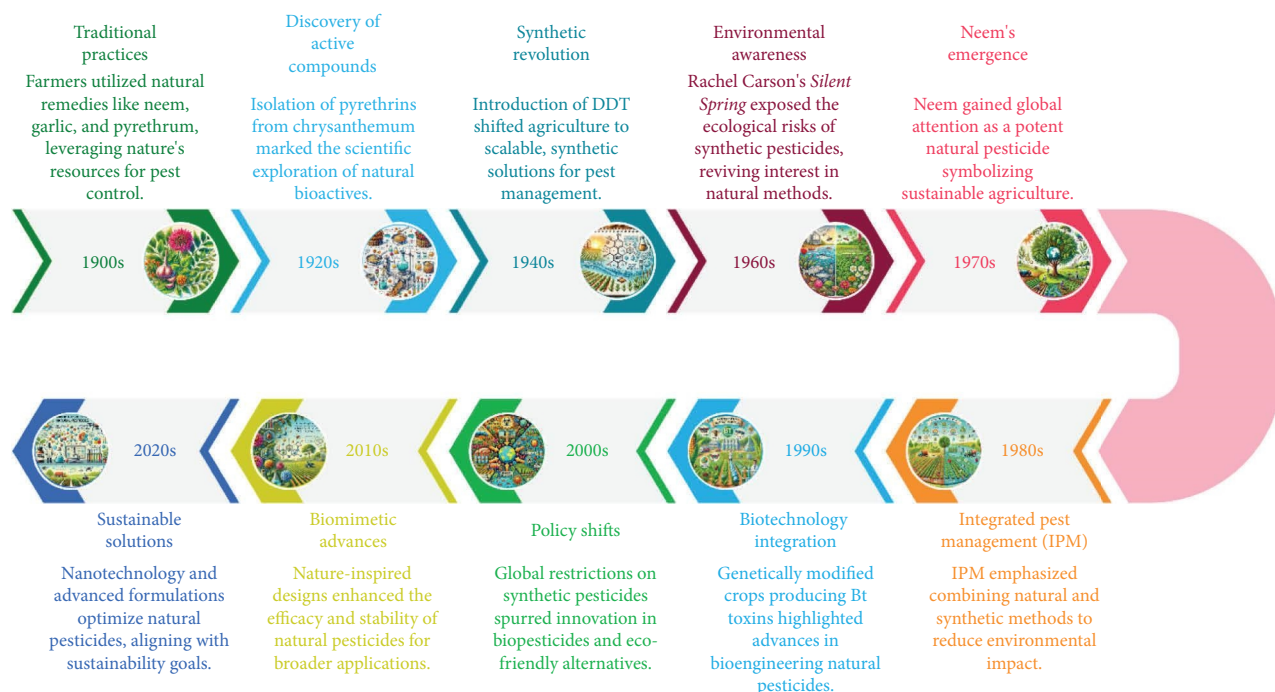 Traditional
practices
Farmers utilized natural
remedies like neem,
garlic, and pyrethrum,
leveraging nature's
resources for pest
control.
1900s
Discovery of
active
compounds
Isolation of pyrethrins
from chrysanthemum
marked the scientific
exploration of natural
bioactives.
1920s
Synthetic
revolution
Introduction of DDT
shifted agriculture to
scalable, synthetic
solutions for pest
management.
1940s
Environmental
awareness
Rachel Carson's Silent
Spring exposed the
ecological risks of
synthetic pesticides,
reviving interest in
natural methods.
1960s
Neem's
emergence
Neem gained global
attention as a potent
natural pesticide
symbolizing
sustainable agriculture.
1970s
1980s
Integrated pest
management (IPM)
IPM emphasized
combining natural and
synthetic methods to
reduce environmental
impact.
1990s
Biotechnology
integration
Genetically modified
crops producing Bt
toxins highlighted
advances in
bioengineering natural
pesticides.
2000s
Policy shifts
Global restrictions on
synthetic pesticides
spurred innovation in
biopesticides and eco-
friendly alternatives.
2010s
Biomimetic
advances
Nature-inspired
designs enhanced the
efficacy and stability of
natural pesticides for
broader applications.
2020s
Sustainable
solutions
Nanotechnology and
advanced formulations
optimize natural
pesticides, aligning with
sustainability goals.